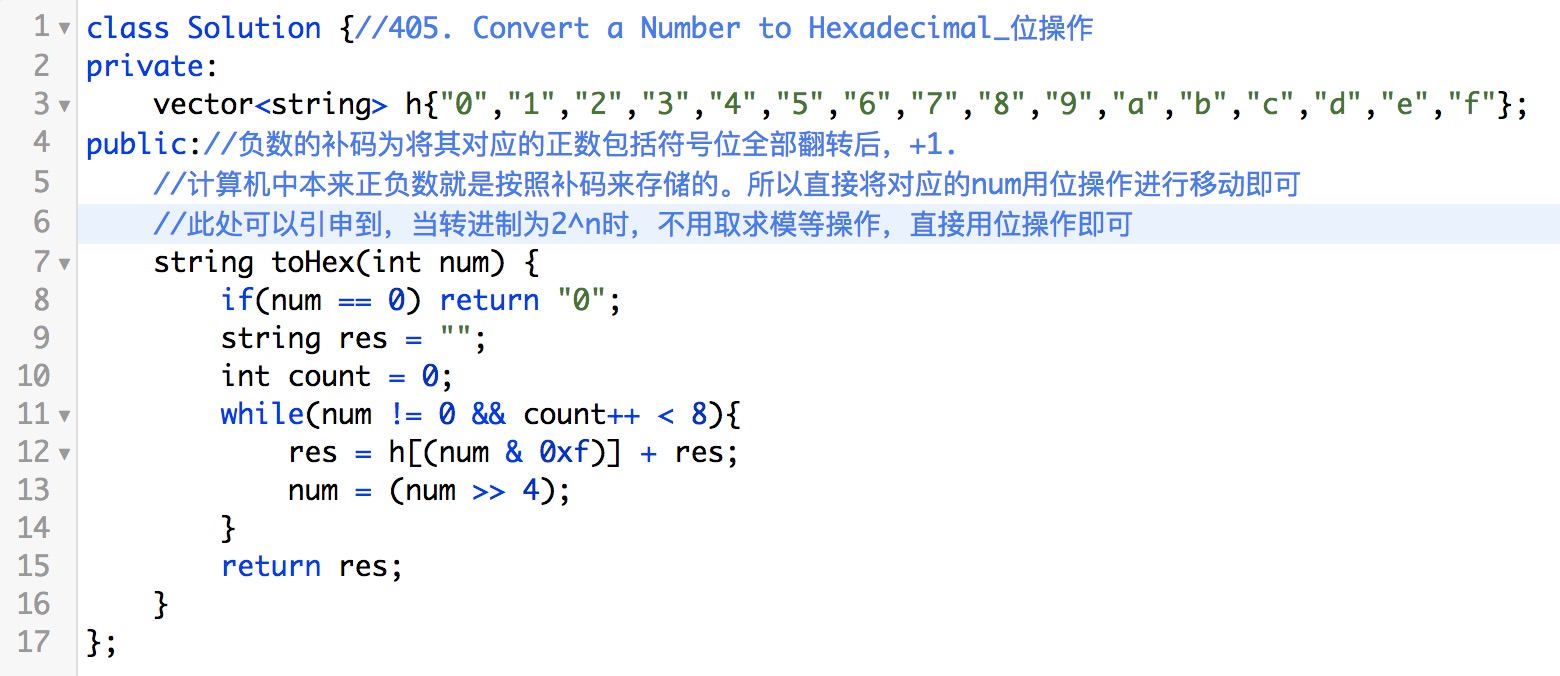 1 class Solution {//405. Convert a Number to Hexadecimal_位操作
2 private:
3 vector<string> h{"0","1","2","3","4","5","6","7","8","9","a","b","c","d","e","f"};
4 public://负数的补码为将其对应的正数包括符号位全部翻转后，+1.
5 //计算机中本来正负数就是按照补码来存储的。所以直接将对应的num用位操作进行移动即可
6 //此处可以引申到，当转进制为2^n时，不用取求模等操作，直接用位操作即可
7 string toHex(int num) {
8 if(num == 0) return "0";
9 string res = "";
10 int count = 0;
11 while(num != 0 && count++ < 8){
12 res = h[(num & 0xf)] + res;
13 num = (num >> 4);
14 }
15 return res;
16 }
17 };